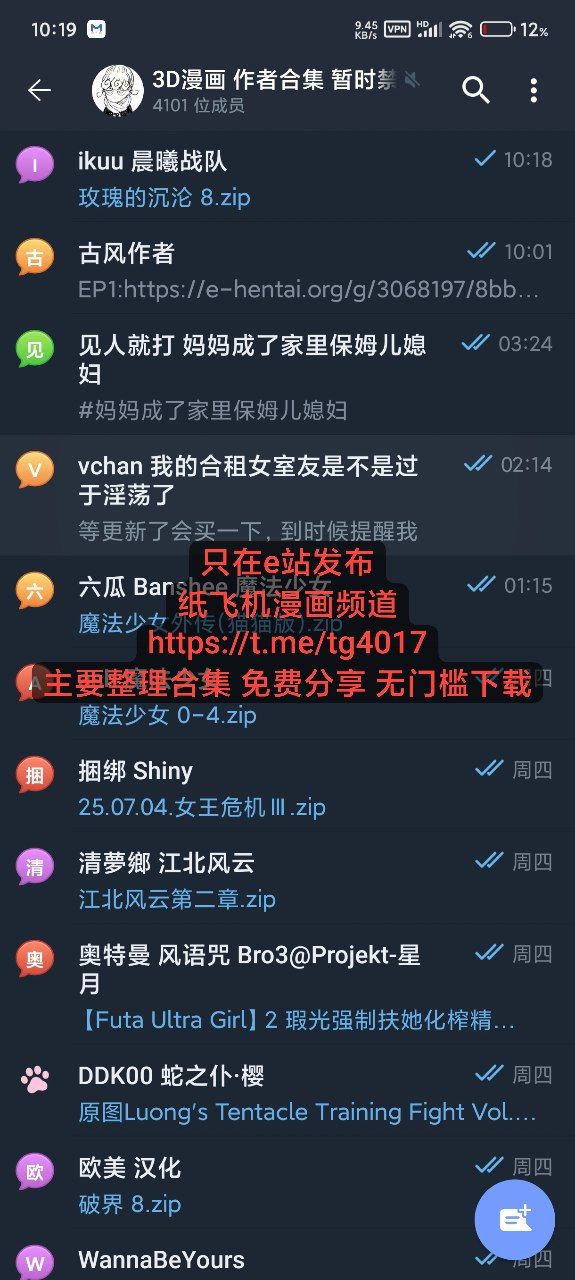 10:19 M 9.45 KB/s VPN HD 6 12%
3D漫画 作者合集 暂时禁
4101 位成员
I ikuu 晨曦战队 10:18
玫瑰的沉沦 8.zip
古 古风作者 10:01
EP1:https://e-hentai.org/g/3068197/8bb...
见 见人就打 妈妈成了家里保姆儿媳 03:24
妇
#妈妈成了家里保姆儿媳妇
V vchan 我的合租女室友是不是过 02:14
于淫荡了
等更新了会买一下, 到时候提醒我
只在e站发布
六 六瓜 Banshee 魔法少女 01:15
纸飞机漫画频道
魔法少女外传(猫猫版).zip
https://t.me/tg4017
主要整理合集 免费分享 无门槛下载
A
魔法少女 0-4.zip
捆 捆绑 Shiny 周四
25.07.04.女王危机Ⅲ.zip
清 清夢鄉 江北风云 周四
江北风云第二章.zip
奥 奥特曼 风语咒 Bro3@Projekt-星 周四
月
【Futa Ultra Girl】2 瑕光强制扶她化榨精...
DDK00 蛇之仆·樱 周四
原图Luong's Tentacle Training Fight Vol....
欧 欧美 汉化 周四
破界 8.zip
W WannaBeYours 周四